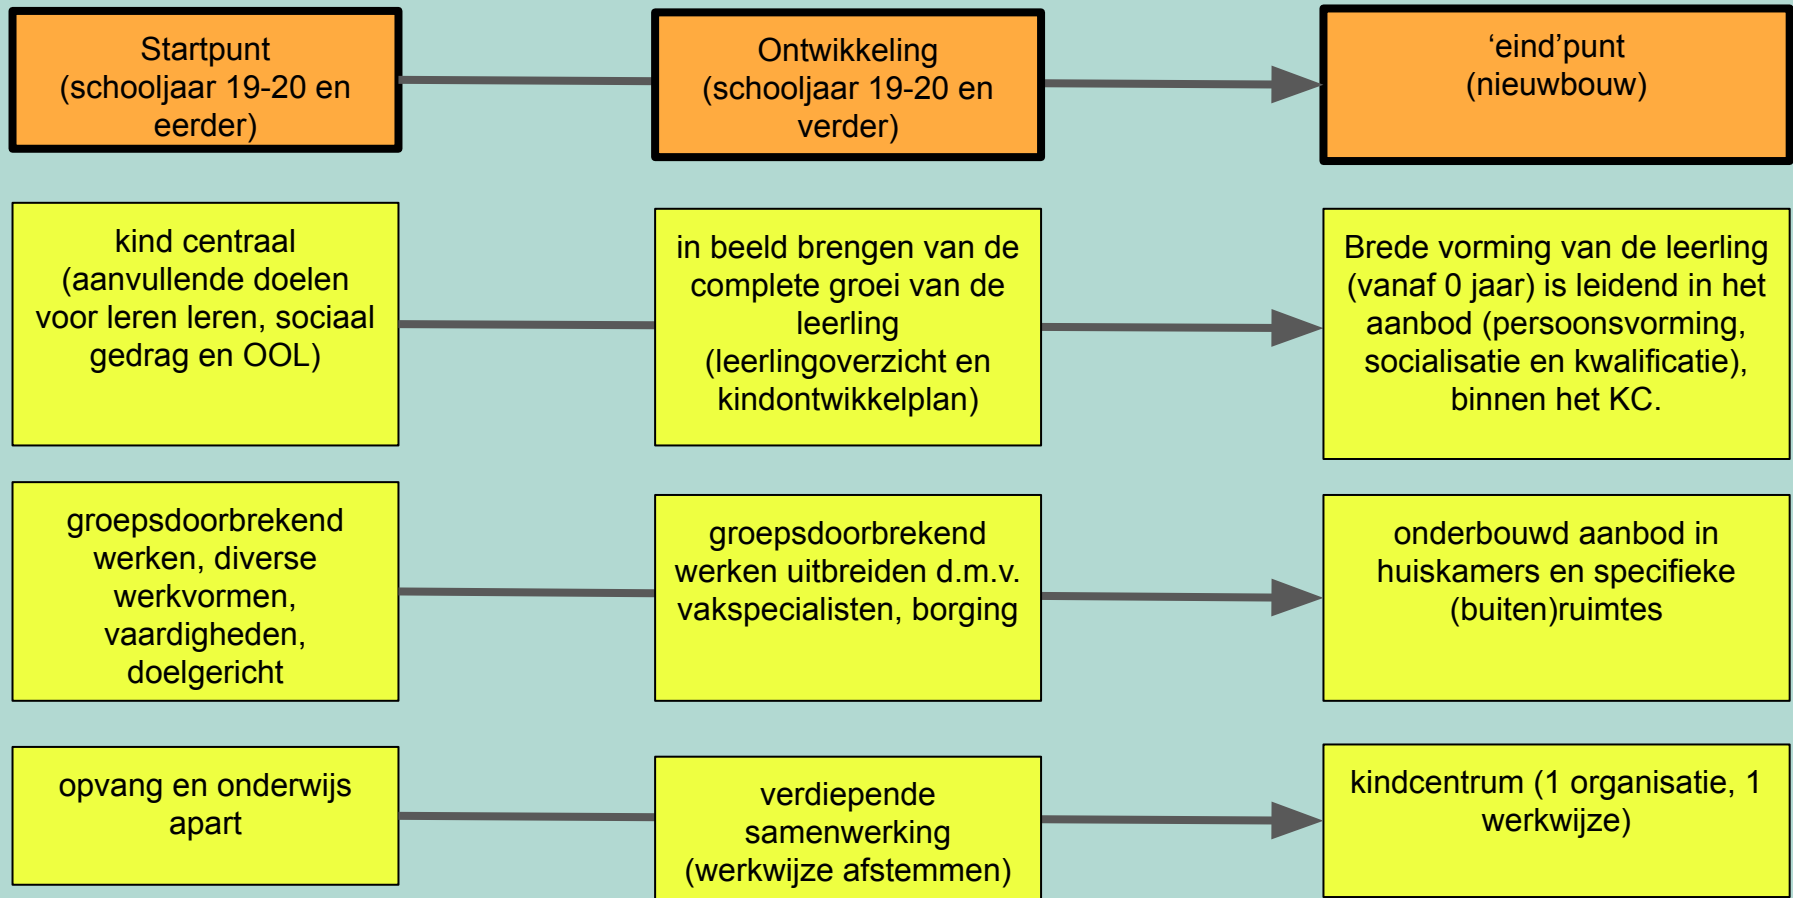 Startpunt
(schooljaar 19-20 en
eerder)
Ontwikkeling
(schooljaar 19-20 en
verder)
‘eind’punt
(nieuwbouw)
kind centraal
(aanvullende doelen
voor leren leren, sociaal
gedrag en OOL)
in beeld brengen van de
complete groei van de
leerling
(leerlingoverzicht en
kindontwikkelplan)
Brede vorming van de leerling
(vanaf 0 jaar) is leidend in het
aanbod (persoonsvorming,
socialisatie en kwalificatie),
binnen het KC.
groepsdoorbrekend
werken, diverse
werkvormen,
vaardigheden,
doelgericht
groepsdoorbrekend
werken uitbreiden d.m.v.
vakspecialisten, borging
onderbouwd aanbod in
huiskamers en specifieke
(buiten)ruimtes
opvang en onderwijs
apart
verdiepende
samenwerking
(werkwijze afstemmen)
kindcentrum (1 organisatie, 1
werkwijze)